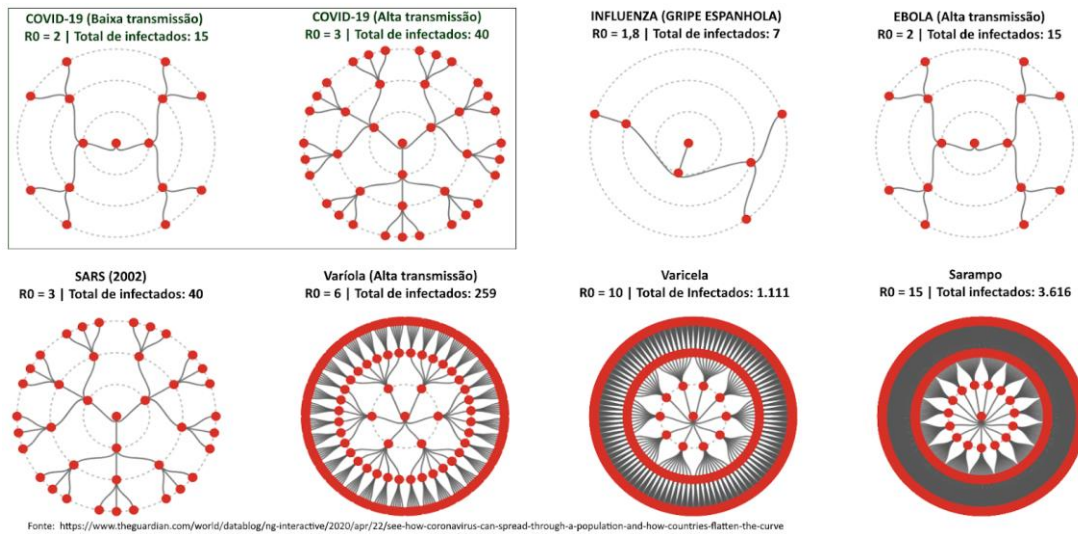 COVID-19 (Baixa transmissão)
R0 = 2 | Total de infectados: 15
COVID-19 (Alta transmissão)
R0 = 3 | Total de infectados: 40
INFLUENZA (GRIPE ESPANHOLA)
R0 = 1,8 | Total de infectados: 7
EBOLA (Alta transmissão)
R0 = 2 | Total de infectados: 15
SARS (2002)
R0 = 3 | Total de infectados: 40
Varíola (Alta transmissão)
R0 = 6 | Total de infectados: 259
Varicela
R0 = 10 | Total de Infectados: 1.111
Sarampo
R0 = 15 | Total infectados: 3.616
Fonte: https://www.theguardian.com/world/datablog/ng-interactive/2020/apr/22/see-how-coronavirus-can-spread-through-a-population-and-how-countries-flatten-the-curve